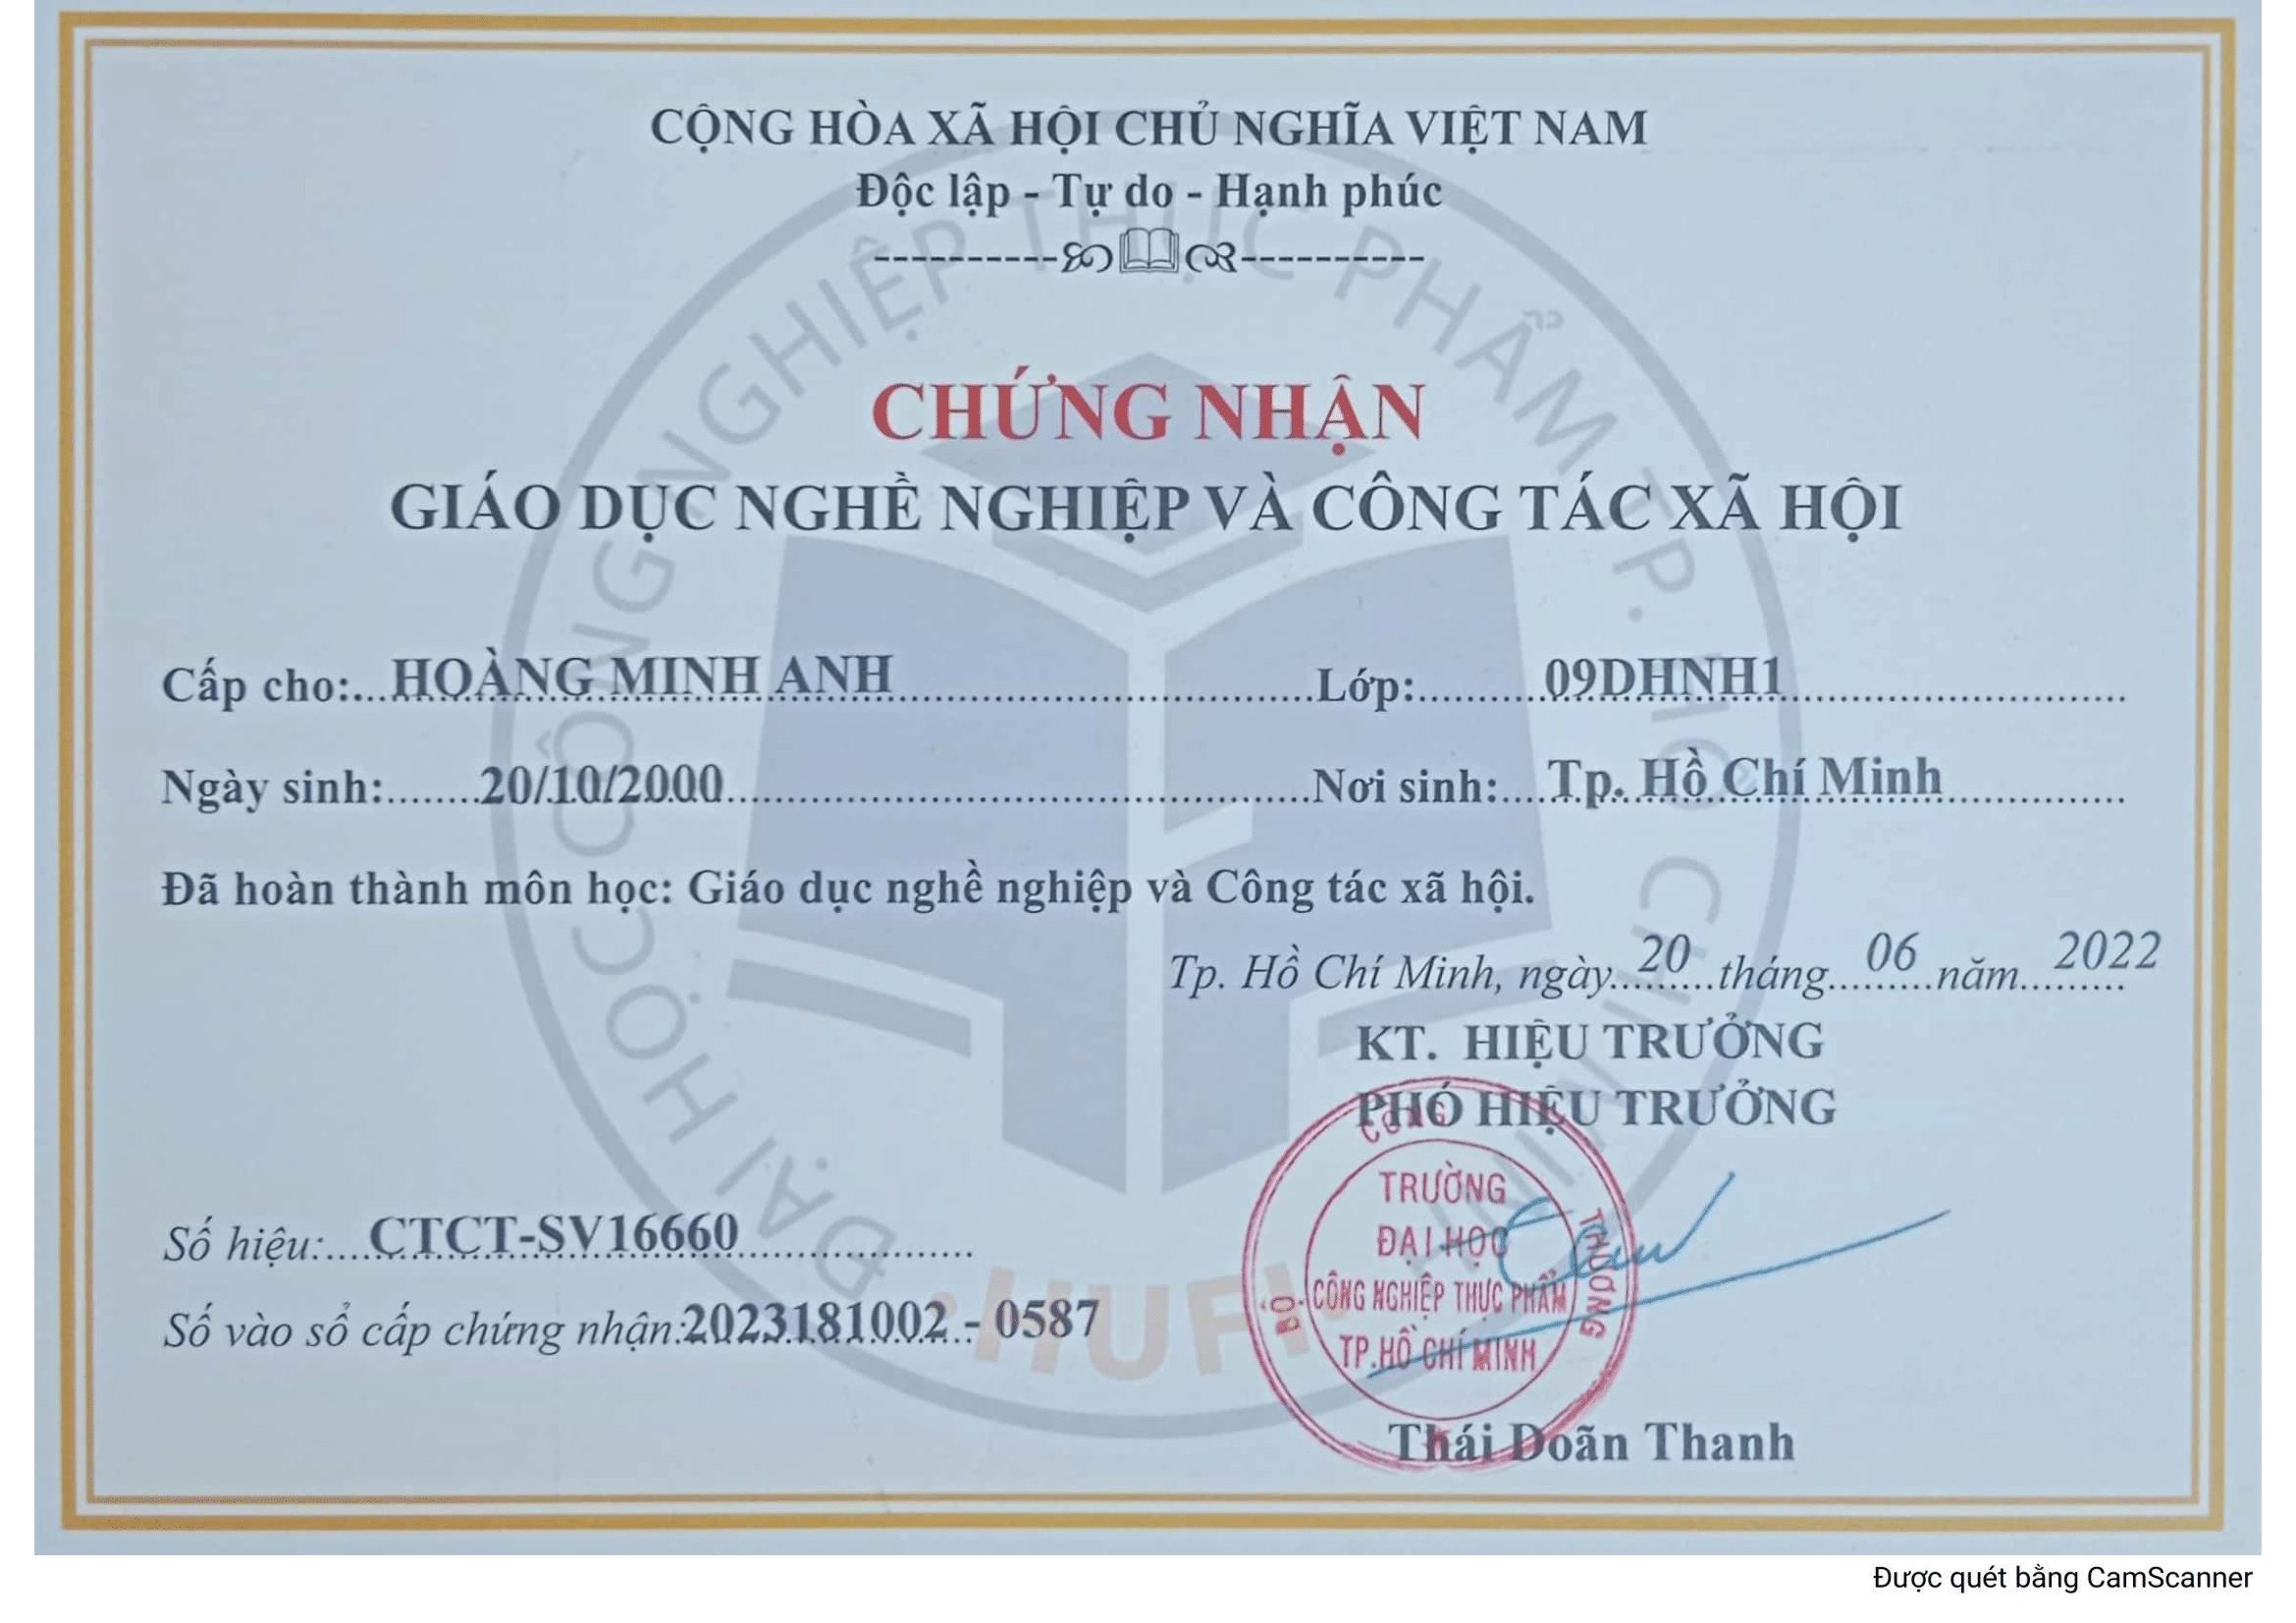 CỘNG HÒA XÃ HỘI CHỦ NGHĨA VIỆT NAM
Độc lập - Tự do - Hạnh phúc
CHỨNG NHẬN
GIÁO DỤC NGHỀ NGHIỆP VÀ CÔNG TÁC XÃ HỘI
Cấp cho:...HOÀNG MINH ANH...Lớp:...09DHNH1...
Ngày sinh:...20/10/2000...Nơi sinh:...Tp. Hồ Chí Minh...
Đã hoàn thành môn học: Giáo dục nghề nghiệp và Công tác xã hội.
Tp. Hồ Chí Minh, ngày...20...tháng...06...năm...2022
KT. HIỆU TRƯỞNG
PHÓ HIỆU TRƯỞNG
BỘ CÔNG THƯƠNG
TRƯỜNG
ĐẠI HỌC
CÔNG NGHIỆP THỰC PHẨM
TP.HỒ CHÍ MINH
Số hiệu:...CTCT-SV16660...
Số vào sổ cấp chứng nhận:2023181002 - 0587
Thái Doãn Thanh
ĐẠI HỌC CÔNG NGHIỆP THỰC PHẨM TP. HỒ CHÍ MINH
HUFI
Được quét bằng CamScanner